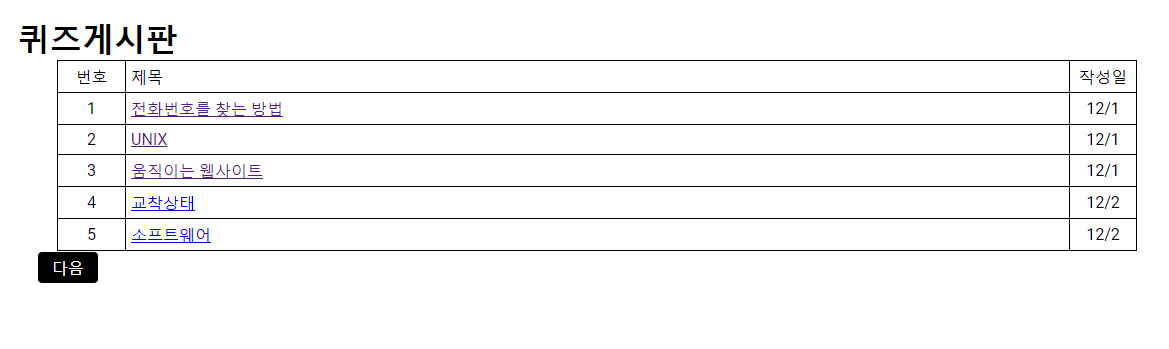 퀴즈게시판
번호 제목 작성일
1 전화번호를 찾는 방법 12/1
2 UNIX 12/1
3 움직이는 웹사이트 12/1
4 교착상태 12/2
5 소프트웨어 12/2
다음